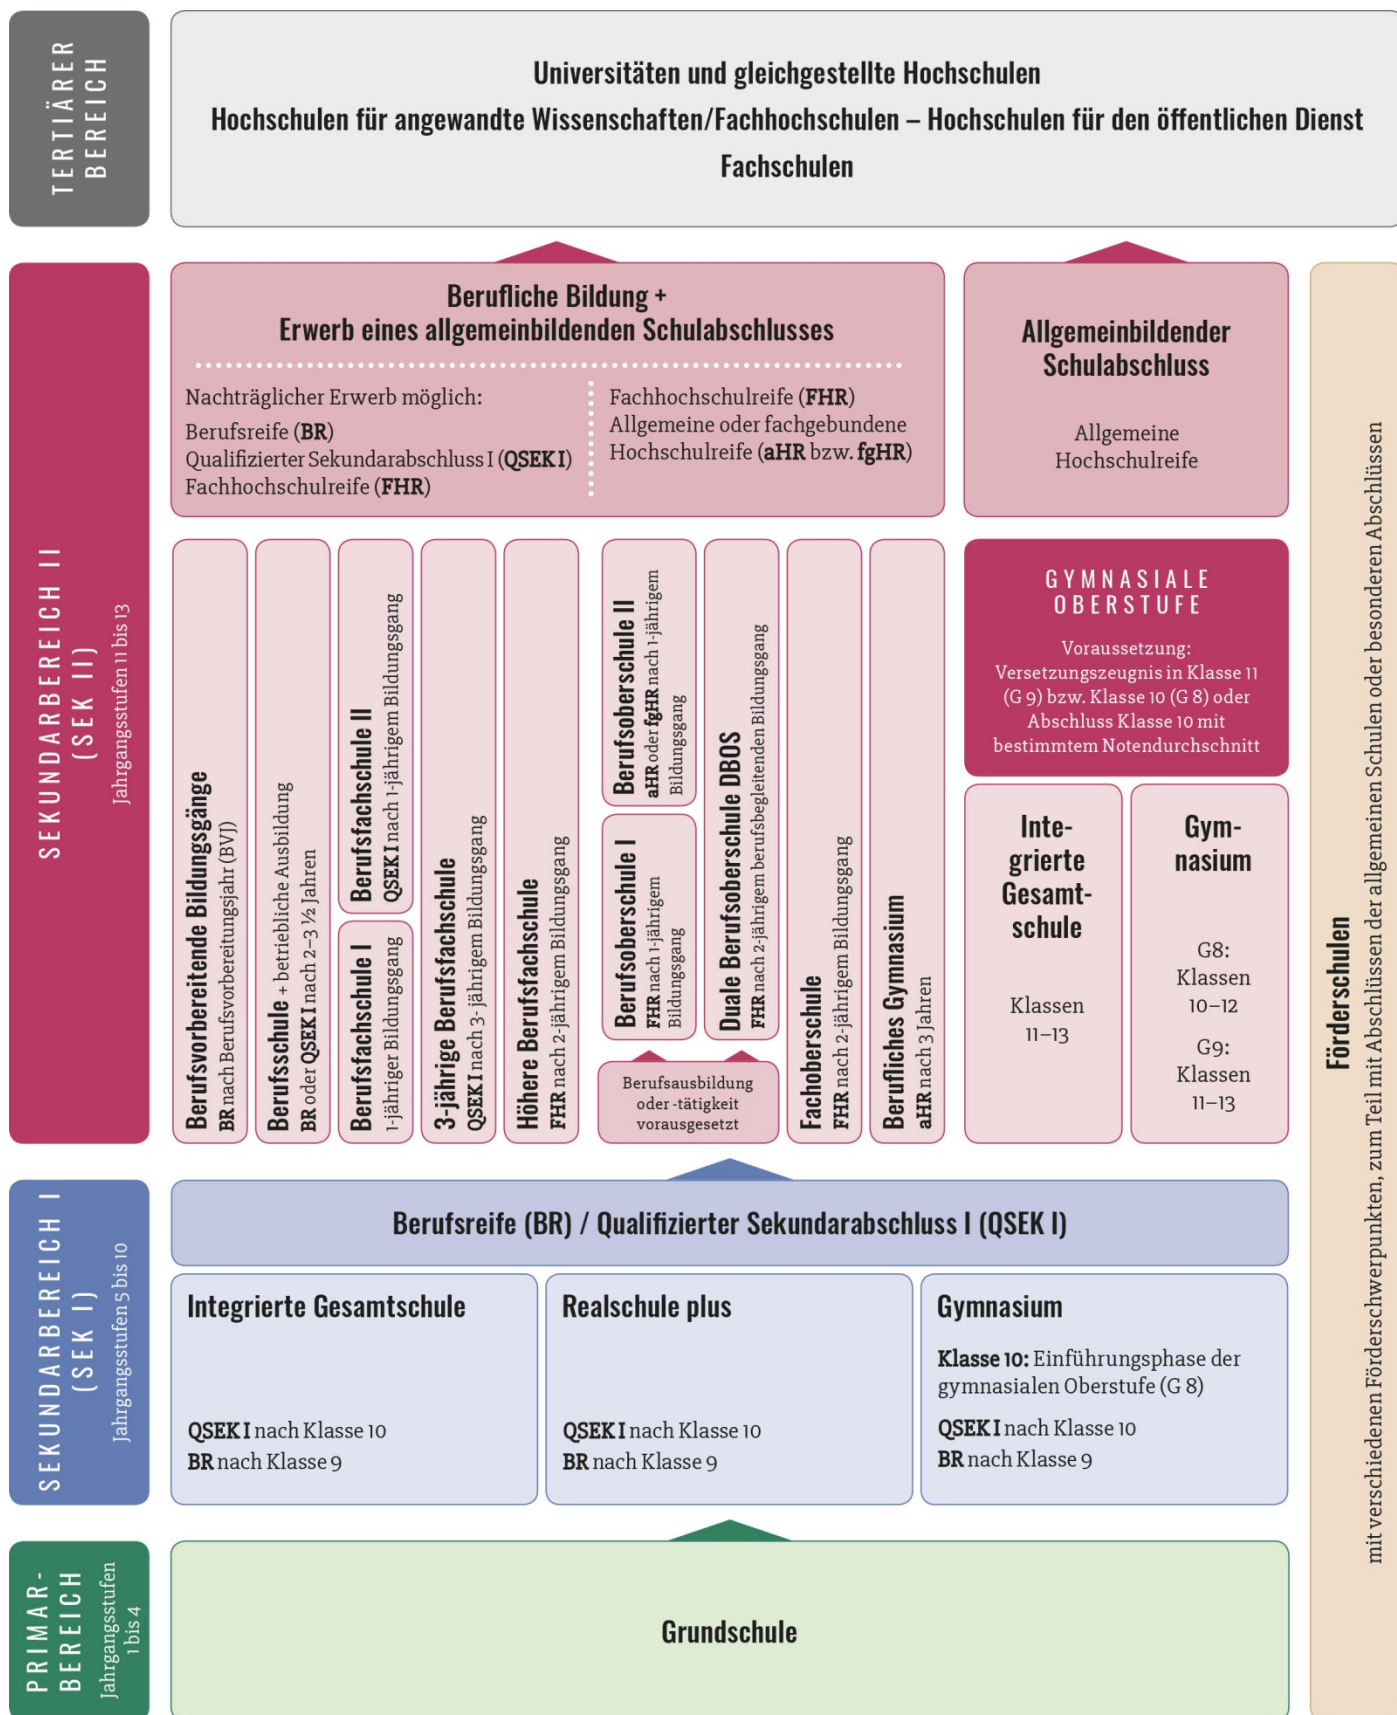 TERTIÄRER
BEREICH
Universitäten und gleichgestellte Hochschulen
Hochschulen für angewandte Wissenschaften/Fachhochschulen – Hochschulen für den öffentlichen Dienst
Fachschulen
SEKUNDARBEREICH II
(SEK II)
Jahrgangsstufen 11 bis 13
Berufliche Bildung +
Erwerb eines allgemeinbildenden Schulabschlusses
Nachträglicher Erwerb möglich:
Berufsreife (BR)
Qualifizierter Sekundarabschluss I (QSEK I)
Fachhochschulreife (FHR)
Fachhochschulreife (FHR)
Allgemeine oder fachgebundene
Hochschulreife (aHR bzw. fgHR)
Allgemeinbildender
Schulabschluss
Allgemeine
Hochschulreife
Berufsvorbereitende Bildungsgänge
BR nach Berufsvorbereitungsjahr (BVJ)
Berufsschule + betriebliche Ausbildung
BR oder QSEK I nach 2–3 ½ Jahren
Berufsfachschule II
QSEK I nach 1-jährigem Bildungsgang
Berufsfachschule I
1-jähriger Bildungsgang
3-jährige Berufsfachschule
QSEK I nach 3- jährigem Bildungsgang
Höhere Berufsfachschule
FHR nach 2-jährigem Bildungsgang
Berufsoberschule II
aHR oder fgHR nach 1-jährigem
Bildungsgang
Berufsoberschule I
FHR nach 1-jährigem
Bildungsgang
Duale Berufsoberschule DBOS
FHR nach 2-jährigem berufsbegleitenden Bildungsgang
Berufsausbildung
oder -tätigkeit
vorausgesetzt
Fachoberschule
FHR nach 2-jährigem Bildungsgang
Berufliches Gymnasium
aHR nach 3 Jahren
GYMNASIALE
OBERSTUFE
Voraussetzung:
Versetzungszeugnis in Klasse 11
(G 9) bzw. Klasse 10 (G 8) oder
Abschluss Klasse 10 mit
bestimmtem Notendurchschnitt
Inte-
grierte
Gesamt-
schule
Klassen
11–13
Gym-
nasium
G8:
Klassen
10–12
G9:
Klassen
11–13
Förderschulen
mit verschiedenen Förderschwerpunkten, zum Teil mit Abschlüssen der allgemeinen Schulen oder besonderen Abschlüssen
SEKUNDARBEREICH I
(SEK I)
Jahrgangsstufen 5 bis 10
Berufsreife (BR) / Qualifizierter Sekundarabschluss I (QSEK I)
Integrierte Gesamtschule
QSEK I nach Klasse 10
BR nach Klasse 9
Realschule plus
QSEK I nach Klasse 10
BR nach Klasse 9
Gymnasium
Klasse 10: Einführungsphase der
gymnasialen Oberstufe (G 8)
QSEK I nach Klasse 10
BR nach Klasse 9
PRIMAR-
BEREICH
Jahrgangsstufen
1 bis 4
Grundschule